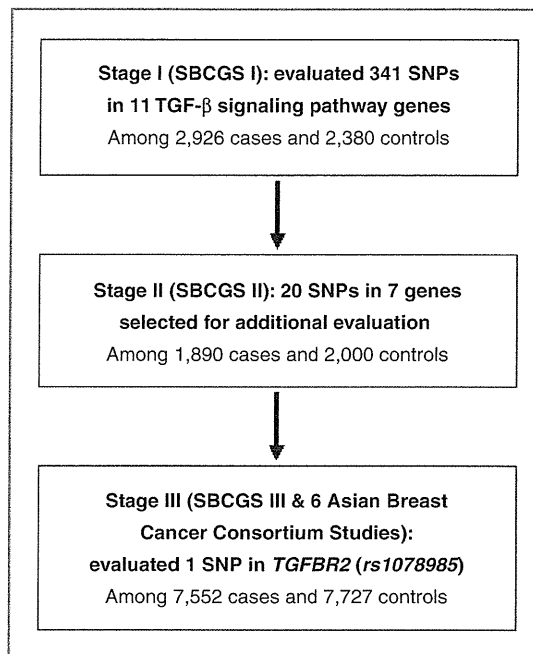 Stage I (SBCGS I): evaluated 341 SNPs
in 11 TGF-β signaling pathway genes
Among 2,926 cases and 2,380 controls
Stage II (SBCGS II): 20 SNPs in 7 genes
selected for additional evaluation
Among 1,890 cases and 2,000 controls
Stage III (SBCGS III & 6 Asian Breast
Cancer Consortium Studies):
evaluated 1 SNP in TGFBR2 (rs1078985)
Among 7,552 cases and 7,727 controls